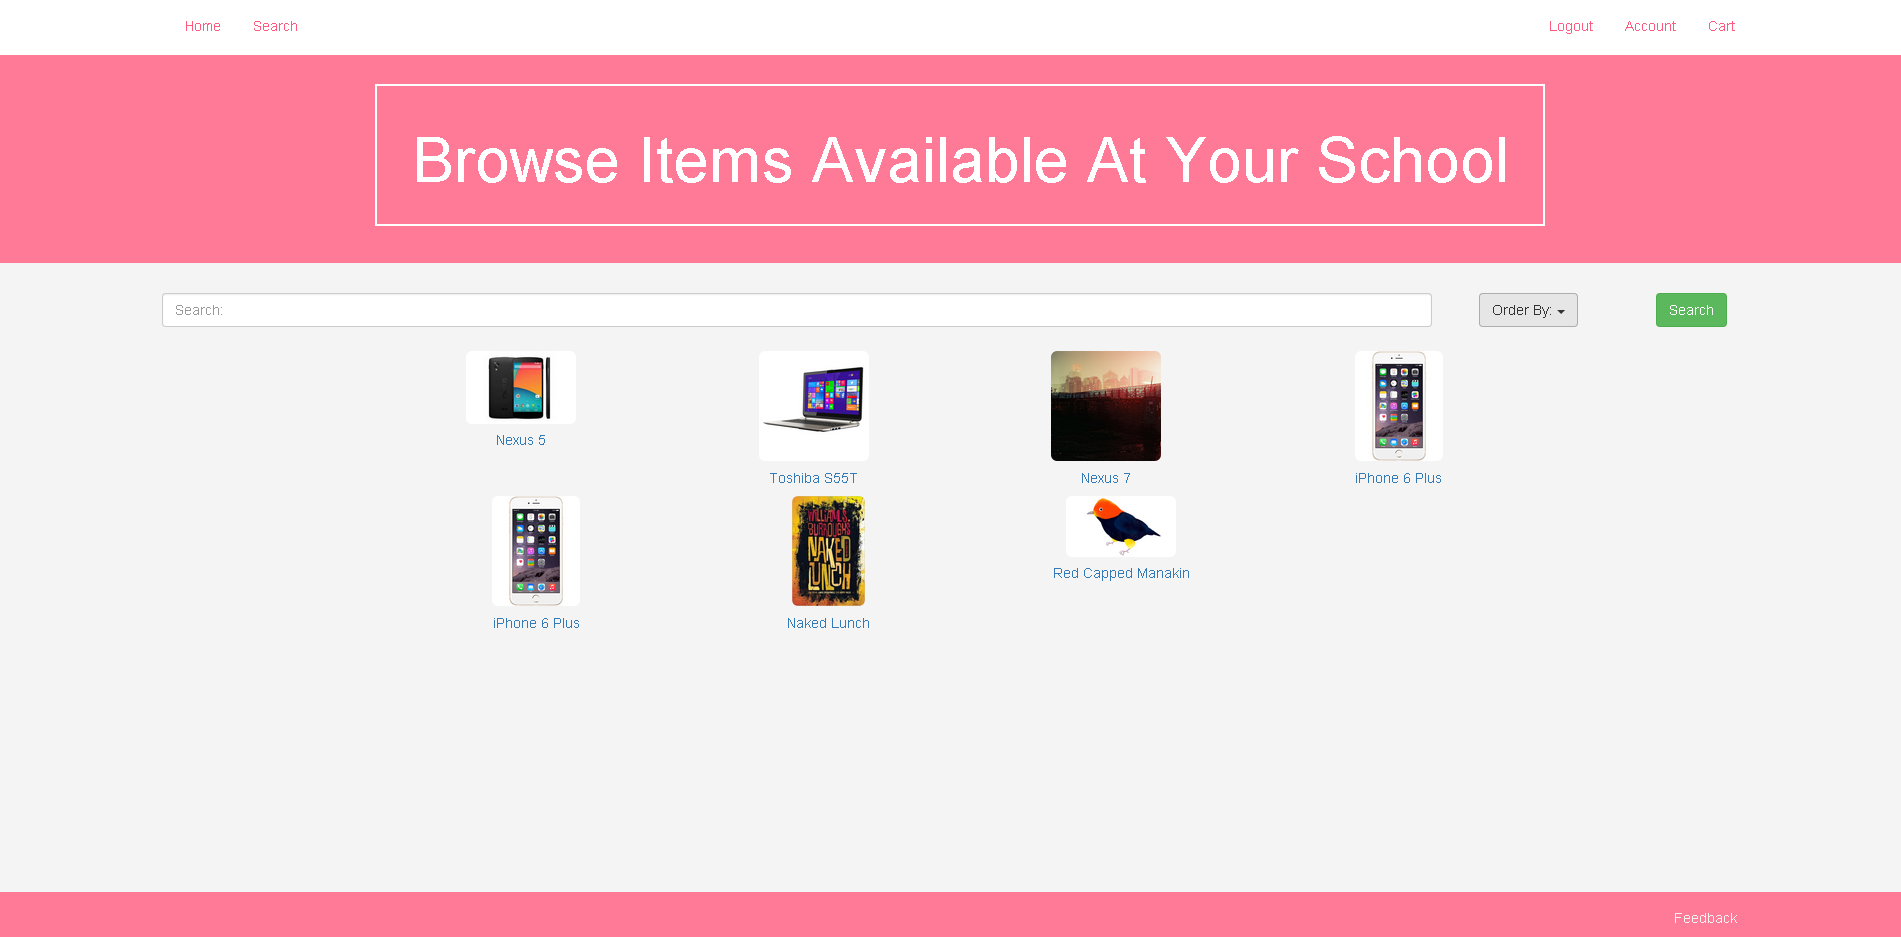 Home Search Logout Account Cart
Browse Items Available At Your School
Search: Order By: Search
Nexus 5
Toshiba S55T Nexus 7 iPhone 6 Plus
WILLIAM S.
BURROUGHS
NAKED
LUNCH
Red Capped Manakin
iPhone 6 Plus Naked Lunch
Feedback